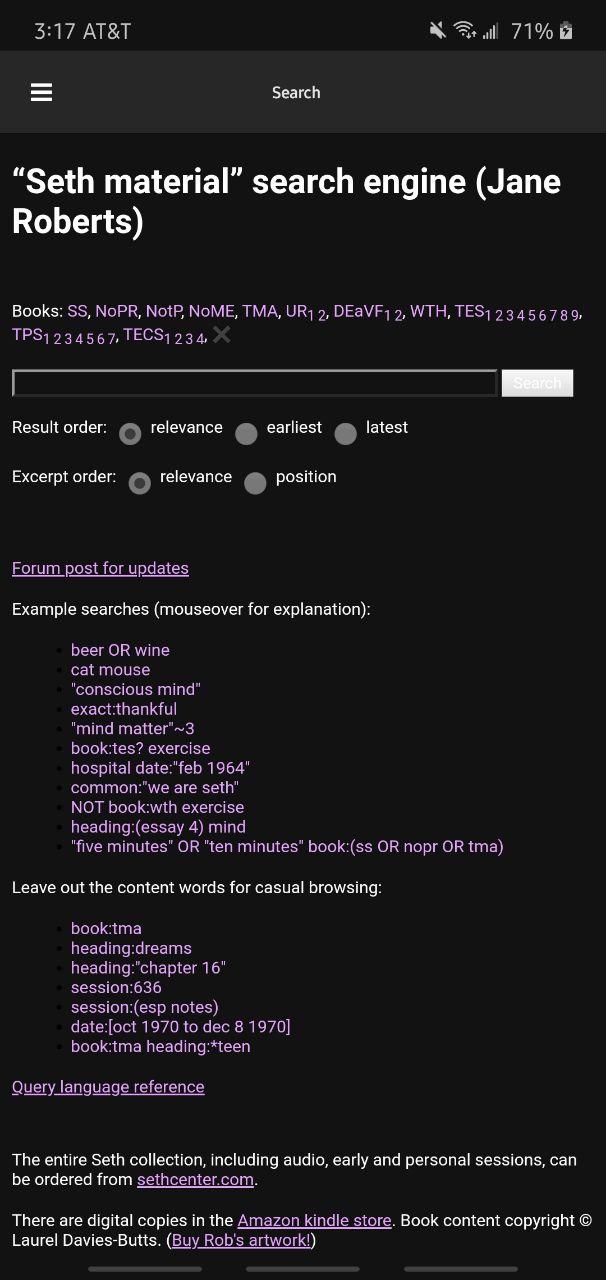 3:17 AT&T 71%
Search
“Seth material” search engine (Jane
Roberts)
Books: SS, NoPR, NotP, NoME, TMA, UR1 2, DEaVF1 2, WTH, TES1 2 3 4 5 6 7 8 9,
TPS1 2 3 4 5 6 7, TECS1 2 3 4,
Search
Result order: relevance earliest latest
Excerpt order: relevance position
Forum post for updates
Example searches (mouseover for explanation):
beer OR wine
cat mouse
"conscious mind"
exact:thankful
"mind matter"~3
book:tes? exercise
hospital date:"feb 1964"
common:"we are seth"
NOT book:wth exercise
heading:(essay 4) mind
"five minutes" OR "ten minutes" book:(ss OR nopr OR tma)
Leave out the content words for casual browsing:
book:tma
heading:dreams
heading:"chapter 16"
session:636
session:(esp notes)
date:[oct 1970 to dec 8 1970]
book:tma heading:*teen
Query language reference
The entire Seth collection, including audio, early and personal sessions, can
be ordered from sethcenter.com.
There are digital copies in the Amazon kindle store. Book content copyright ©
Laurel Davies-Butts. (Buy Rob's artwork!)